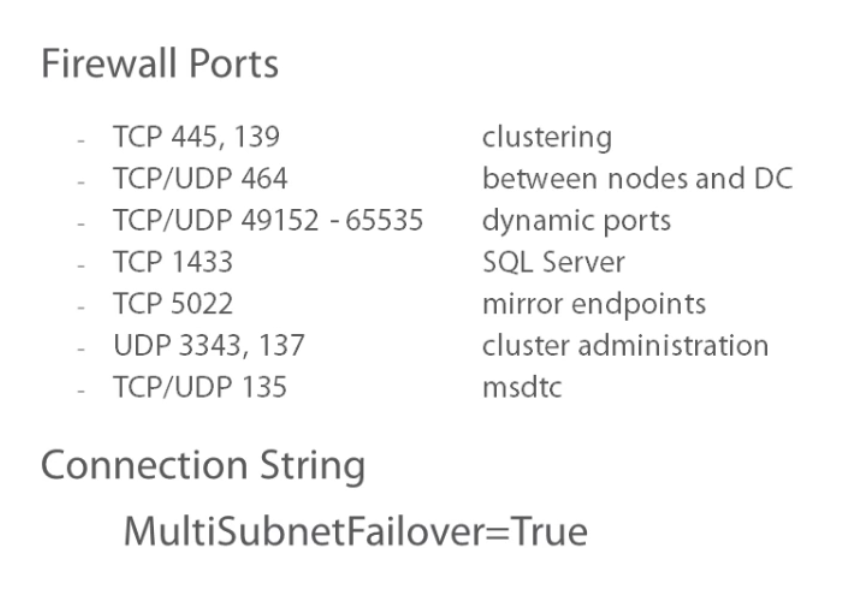 Firewall Ports
- TCP 445, 139 clustering
- TCP/UDP 464 between nodes and DC
- TCP/UDP 49152 - 65535 dynamic ports
- TCP 1433 SQL Server
- TCP 5022 mirror endpoints
- UDP 3343, 137 cluster administration
- TCP/UDP 135 msdtc
Connection String
MultiSubnetFailover=True